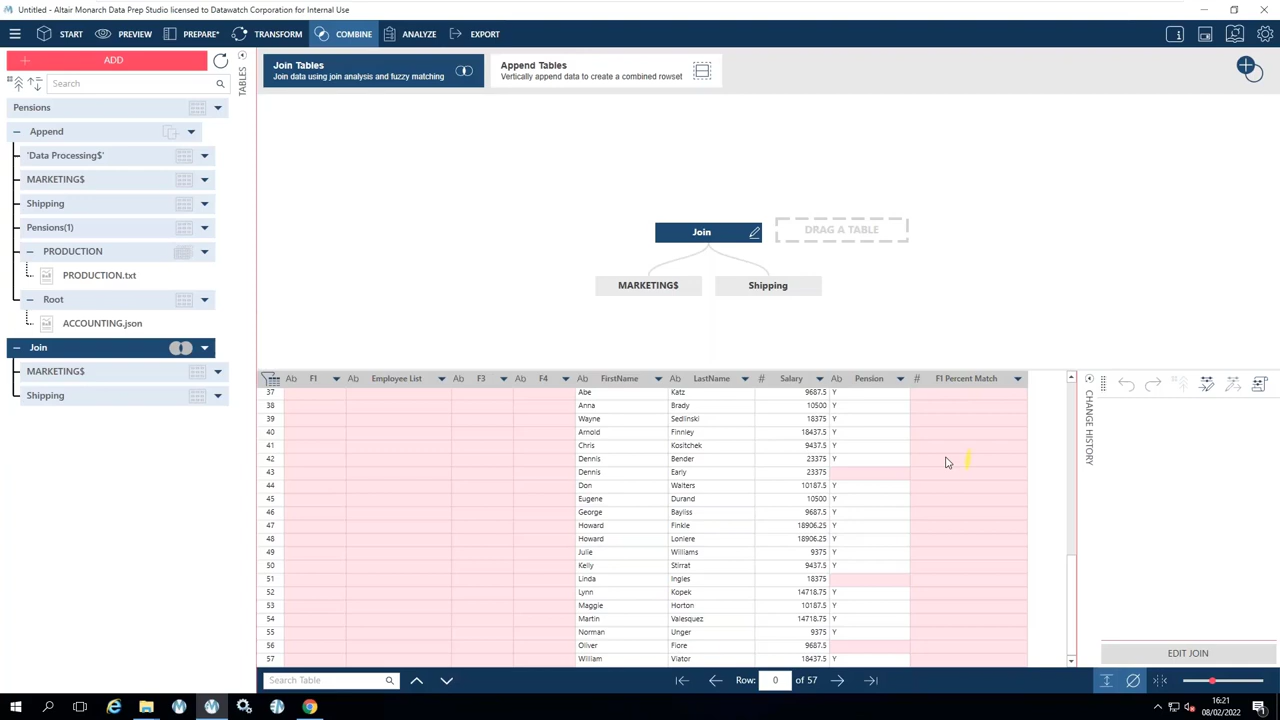 Untitled - Altair Monarch Data Prep Studio licensed to Datawatch Corporation for Internal Use
START PREVIEW PREPARE* TRANSFORM COMBINE ANALYZE EXPORT
ADD
Search
TABLES
Pensions
Append
'Data Processing$'
MARKETING$
Shipping
Pensions(1)
PRODUCTION
PRODUCTION.txt
Root
ACCOUNTING.json
Join
MARKETING$
Shipping
Join Tables
Join data using join analysis and fuzzy matching
Append Tables
Vertically append data to create a combined rowset
Join
DRAG A TABLE
MARKETING$ Shipping
Ab F1 Ab Employee List Ab F3 Ab F4 Ab FirstName Ab LastName # Salary Ab Pension # F1 Percent Match
37 Abe Katz 9687.5 Y
38 Anna Brady 10500 Y
39 Wayne Sedlinski 18375 Y
40 Arnold Finnley 18437.5 Y
41 Chris Kositchek 9437.5 Y
42 Dennis Bender 23375 Y
43 Dennis Early 23375
44 Don Walters 10187.5 Y
45 Eugene Durand 10500 Y
46 George Bayliss 9687.5 Y
47 Howard Finkle 18906.25 Y
48 Howard Loniere 18906.25 Y
49 Julie Williams 9375 Y
50 Kelly Stirrat 9437.5 Y
51 Linda Ingles 18375
52 Lynn Kopek 14718.75 Y
53 Maggie Horton 10187.5 Y
54 Martin Valesquez 14718.75 Y
55 Norman Unger 9375 Y
56 Oliver Fiore 9687.5
57 William Viator 18437.5 Y
CHANGE HISTORY
EDIT JOIN
Search Table
Row: 0 of 57
16:21
08/02/2022